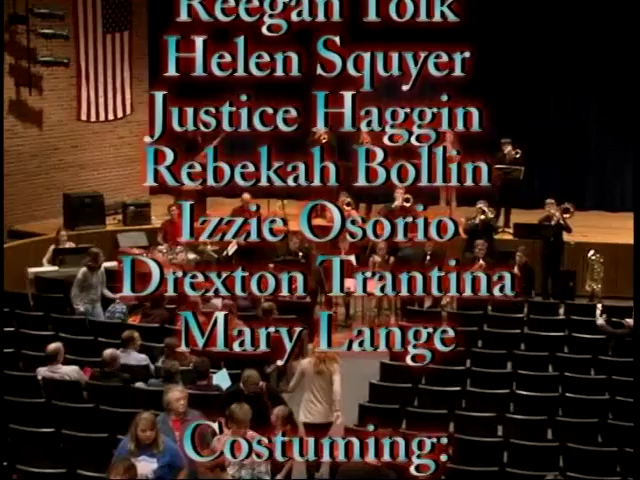 Reegan Tolk
Helen Squyer
Justice Haggin
Rebekah Bollin
Izzie Osorio
Drexton Trantina
Mary Lange
Costuming: